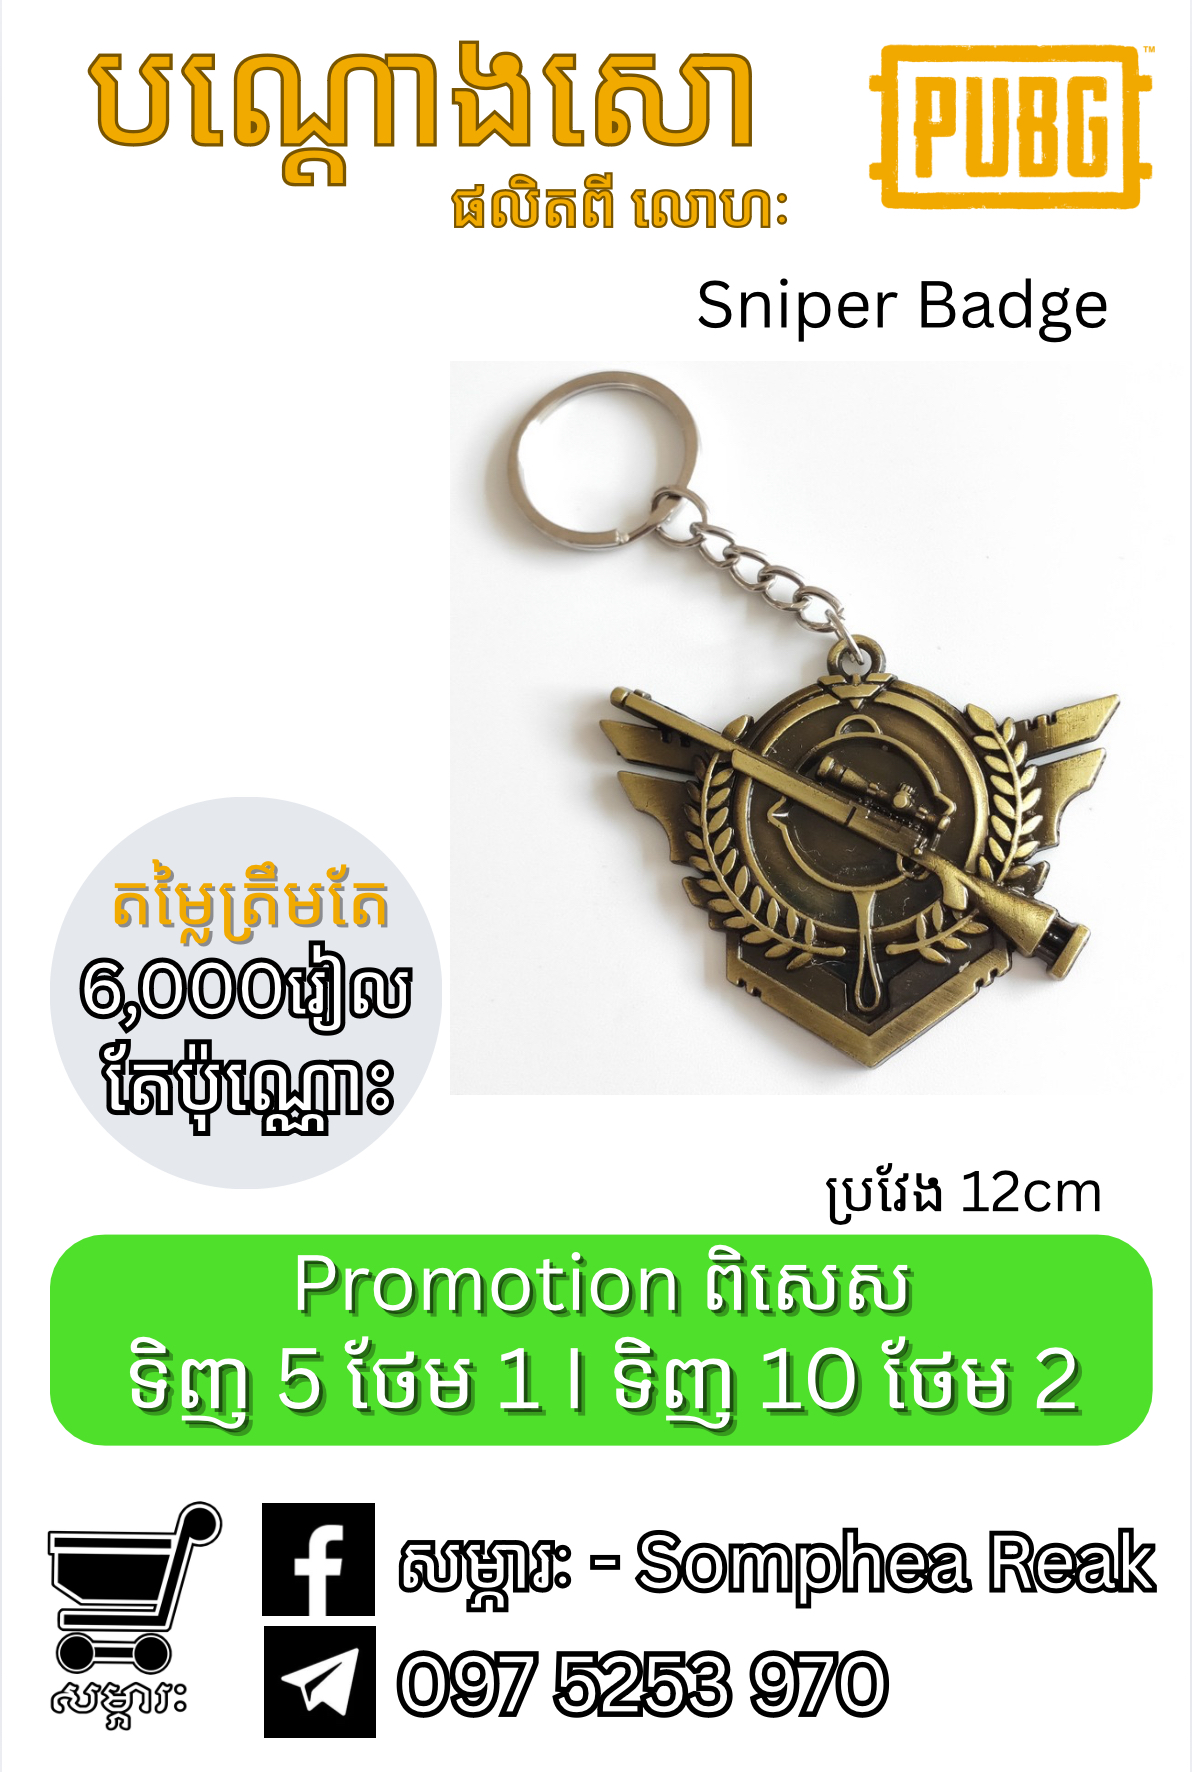 បណ្ដោងសោ
PUBG™
ផលិតពី លោហៈ
Sniper Badge
តម្លៃត្រឹមតែ
6,000រៀល
តែប៉ុណ្ណោះ
ប្រវែង 12cm
Promotion ពិសេស
ទិញ 5 ថែម 1 | ទិញ 10 ថែម 2
សម្ភារៈ - Somphea Reak
097 5253 970
សម្ភារៈ